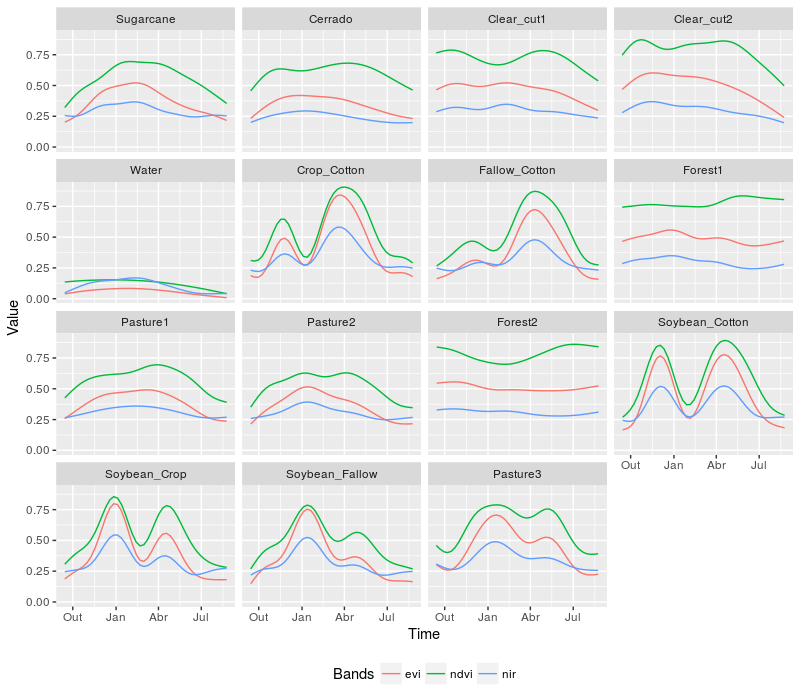 Sugarcane Cerrado Clear_cut1 Clear_cut2
0.75
0.50
0.25
0.00
Water Crop_Cotton Fallow_Cotton Forest1
0.75
0.50
0.25
0.00
Value
Pasture1 Pasture2 Forest2 Soybean_Cotton
0.75
0.50
0.25
0.00
Out Jan Abr Jul
Soybean_Crop Soybean_Fallow Pasture3
0.75
0.50
0.25
0.00
Out Jan Abr Jul Out Jan Abr Jul Out Jan Abr Jul
Time
Bands evi ndvi nir